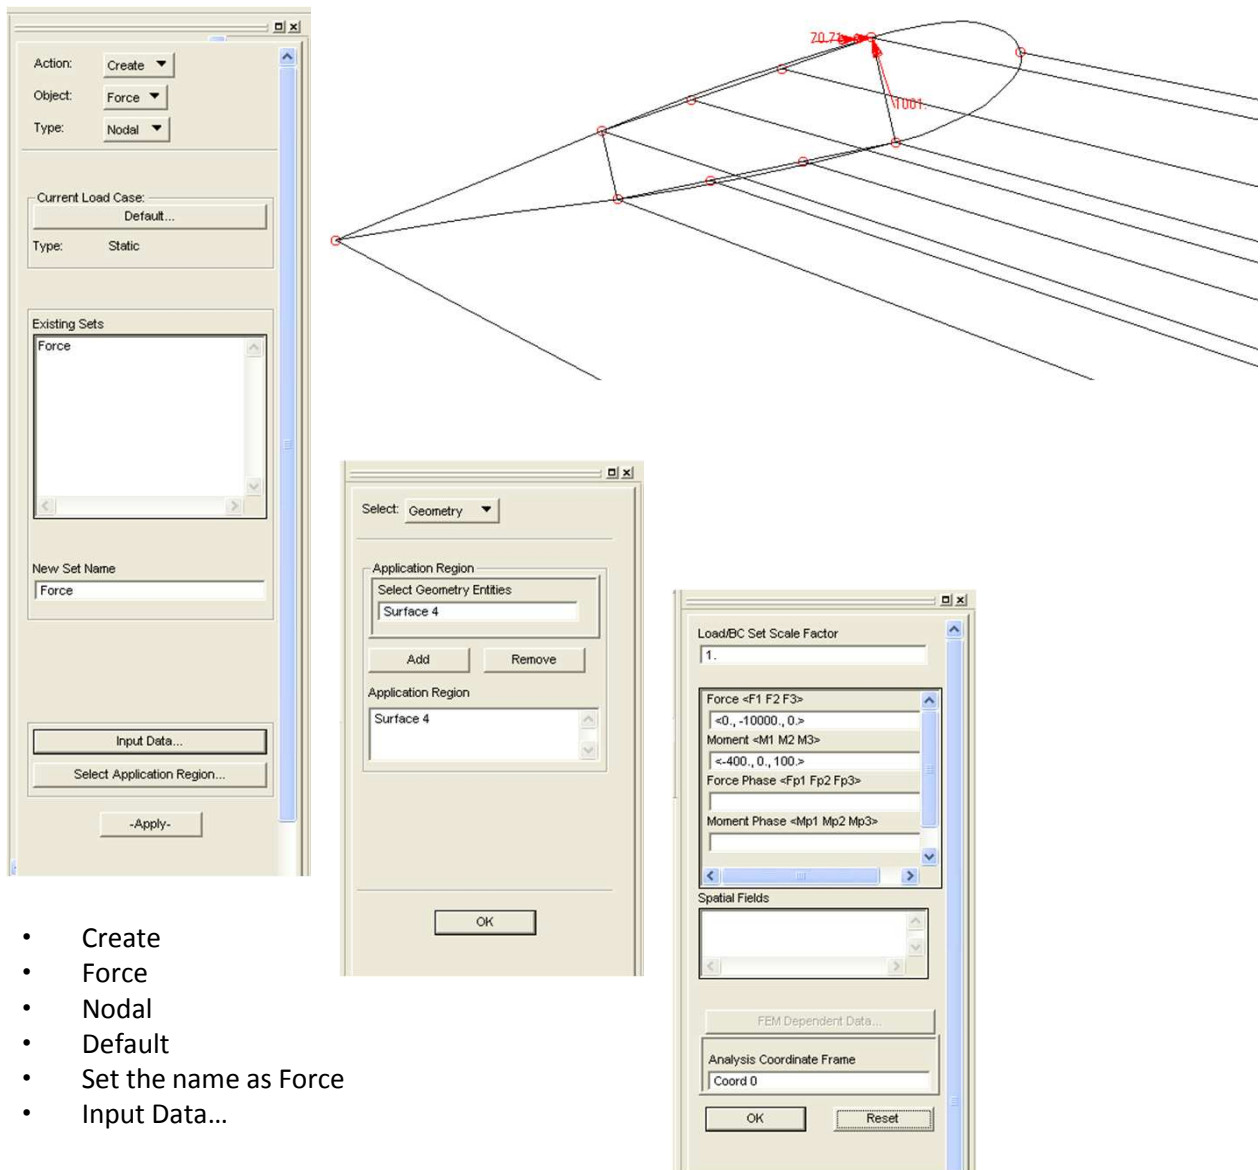 Action: Create
Object: Force
Type: Nodal
Current Load Case:
Default...
Type: Static
Existing Sets
Force
New Set Name
Force
Input Data...
Select Application Region...
-Apply-
70.71
1001.
Select: Geometry
Application Region
Select Geometry Entities
Surface 4
Add Remove
Application Region
Surface 4
OK
Load/BC Set Scale Factor
1.
Force <F1 F2 F3>
<0., -10000., 0.>
Moment <M1 M2 M3>
<-400., 0., 100.>
Force Phase <Fp1 Fp2 Fp3>
Moment Phase <Mp1 Mp2 Mp3>
Spatial Fields
FEM Dependent Data...
Analysis Coordinate Frame
Coord 0
OK Reset
• Create
• Force
• Nodal
• Default
• Set the name as Force
• Input Data…